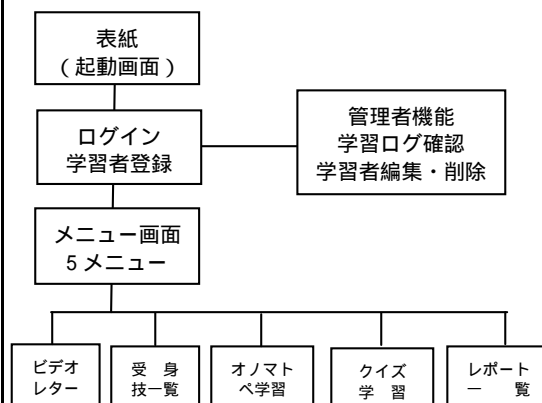 表紙
(起動画面)
ログイン
学習者登録
管理者機能
学習ログ確認
学習者編集・削除
メニュー画面
5メニュー
ビデオ
レター
受 身
技一覧
オノマト
ペ学習
クイズ
学 習
レポート
一 覧